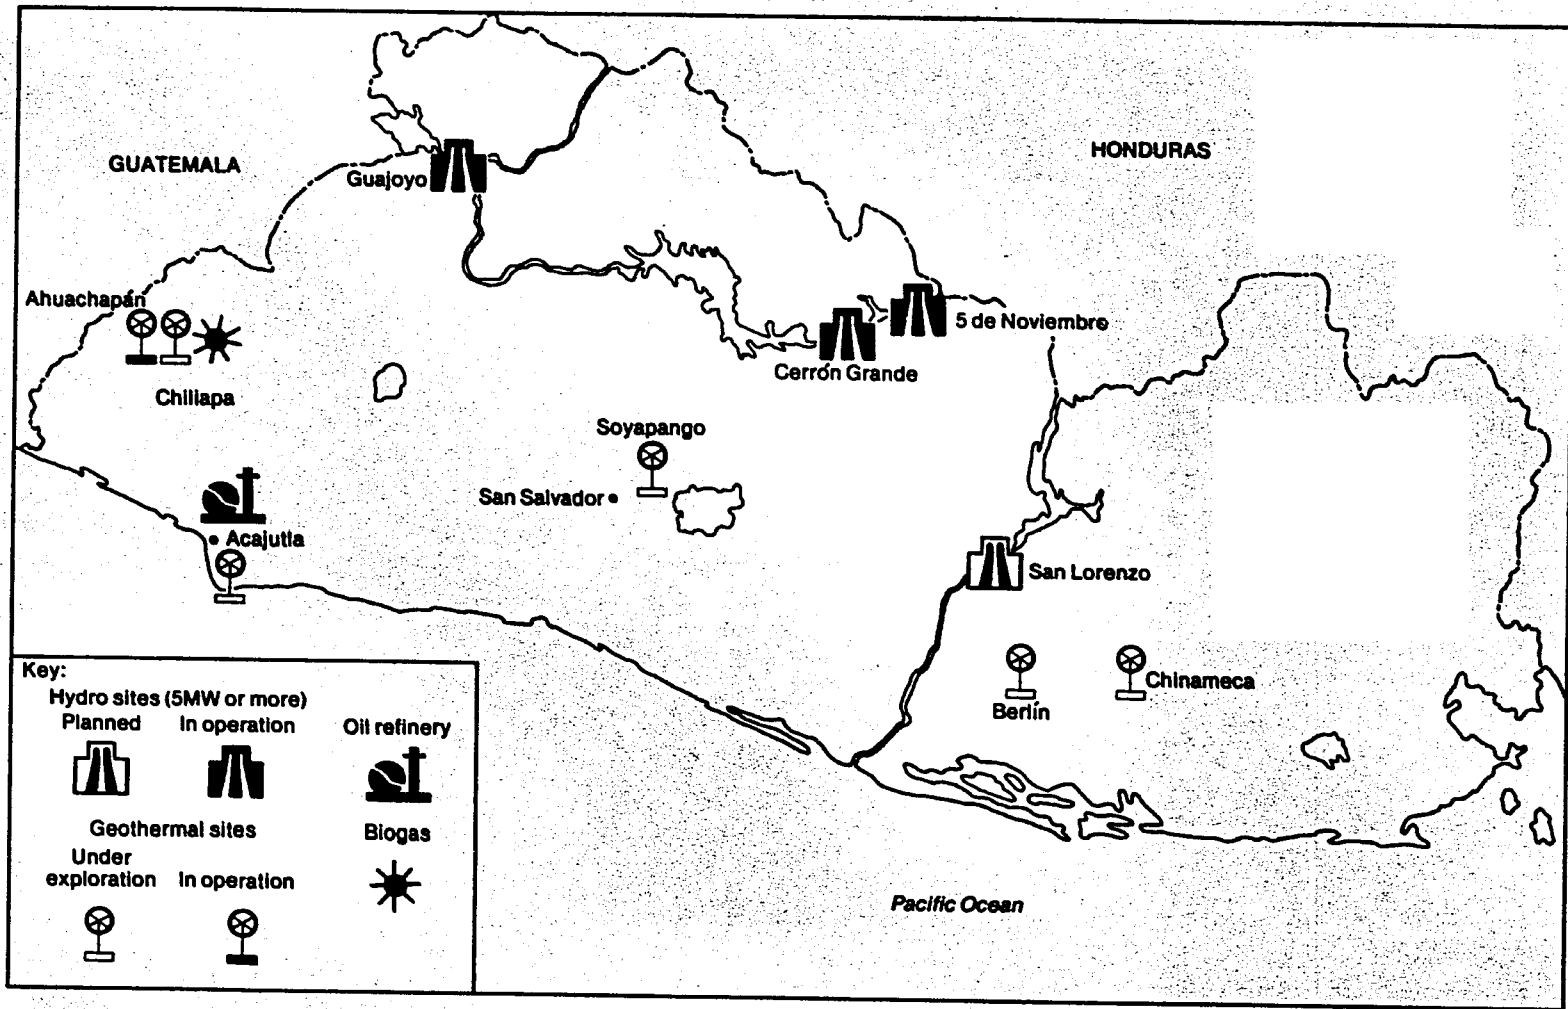 GUATEMALA
HONDURAS
Guajoyo
Ahuachapán
5 de Noviembre
Cerrón Grande
Chiliapa
Soyapango
San Salvador
Acajutla
San Lorenzo
Berlín
Chinameca
Pacific Ocean
Key:
Hydro sites (5MW or more)
Planned
In operation
Oil refinery
Geothermal sites
Biogas
Under
exploration
In operation